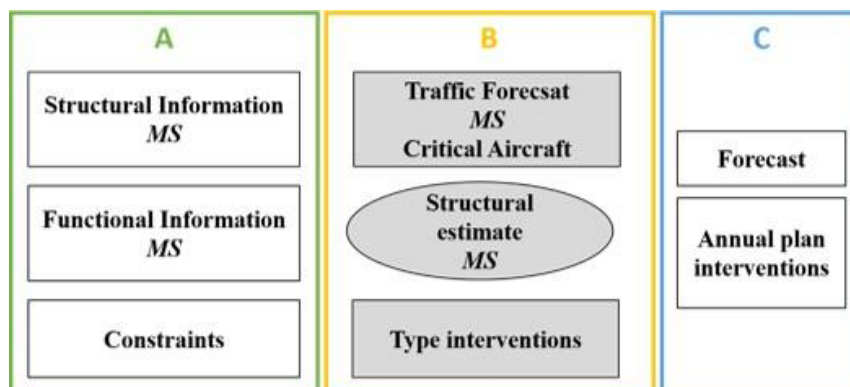 A
Structural Information
MS
Functional Information
MS
Constraints
B
Traffic Forecsat
MS
Critical Aircraft
Structural
estimate
MS
Type interventions
C
Forecast
Annual plan
interventions